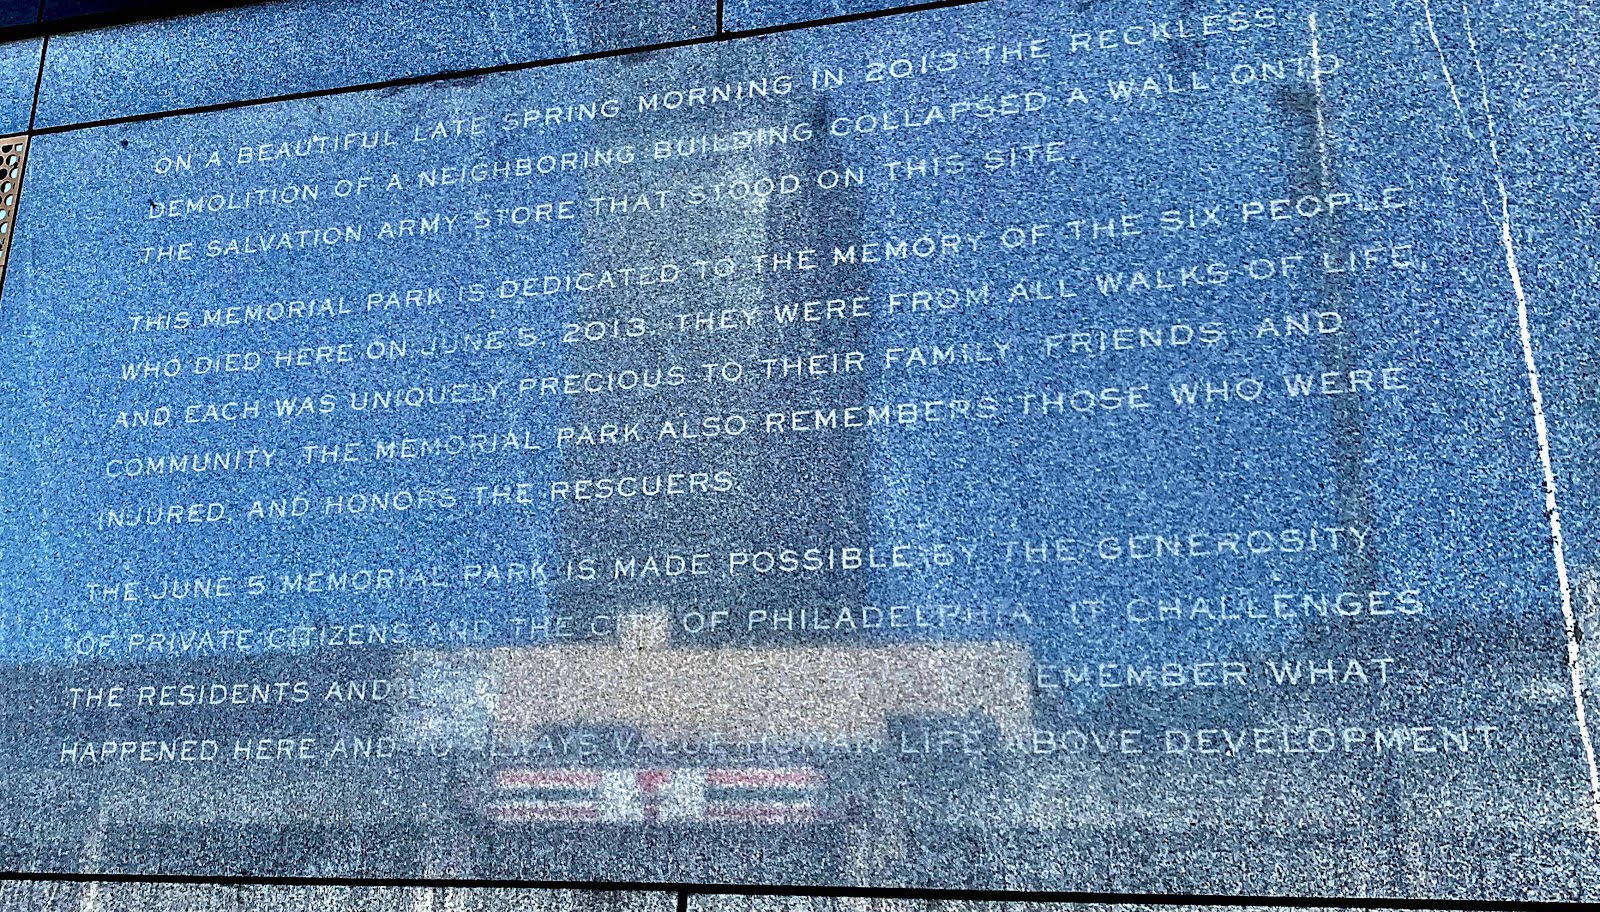 ON A BEAUTIFUL LATE SPRING MORNING IN 2013 THE RECKLESS
DEMOLITION OF A NEIGHBORING BUILDING COLLAPSED A WALL ONTO
THE SALVATION ARMY STORE THAT STOOD ON THIS SITE.
THIS MEMORIAL PARK IS DEDICATED TO THE MEMORY OF THE SIX PEOPLE
WHO DIED HERE ON JUNE 5, 2013. THEY WERE FROM ALL WALKS OF LIFE,
AND EACH WAS UNIQUELY PRECIOUS TO THEIR FAMILY, FRIENDS, AND
COMMUNITY. THE MEMORIAL PARK ALSO REMEMBERS THOSE WHO WERE
INJURED, AND HONORS THE RESCUERS.
THE JUNE 5 MEMORIAL PARK IS MADE POSSIBLE BY THE GENEROSITY
OF PRIVATE CITIZENS AND THE CITY OF PHILADELPHIA. IT CHALLENGES
THE RESIDENTS AND EMEMBER WHAT
HAPPENED HERE AND TO ALWAYS VALUE HUMAN LIFE ABOVE DEVELOPMENT.